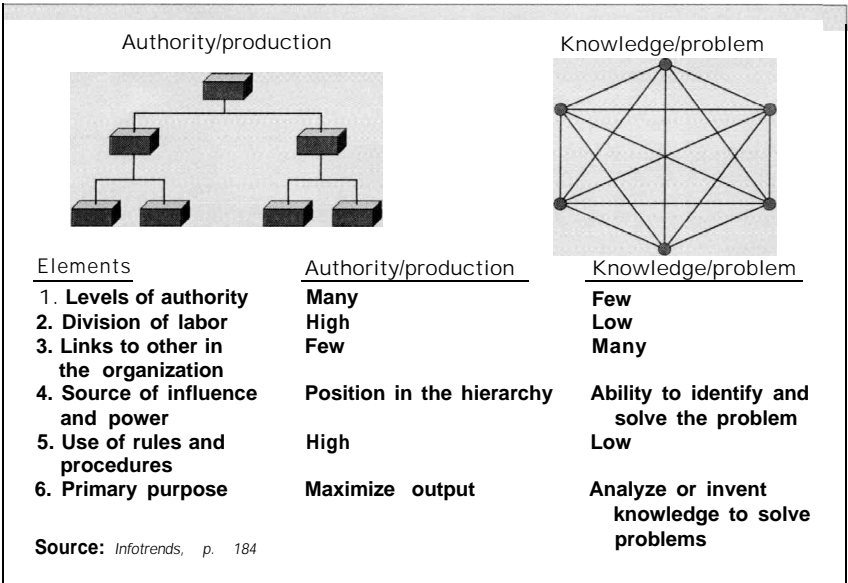 Authority/production Knowledge/problem
Elements Authority/production Knowledge/problem
1. Levels of authority Many Few
2. Division of labor High Low
3. Links to other in Few Many
the organization
4. Source of influence Position in the hierarchy Ability to identify and
and power solve the problem
5. Use of rules and High Low
procedures
6. Primary purpose Maximize output Analyze or invent
knowledge to solve
problems
Source: Infotrends, p. 184